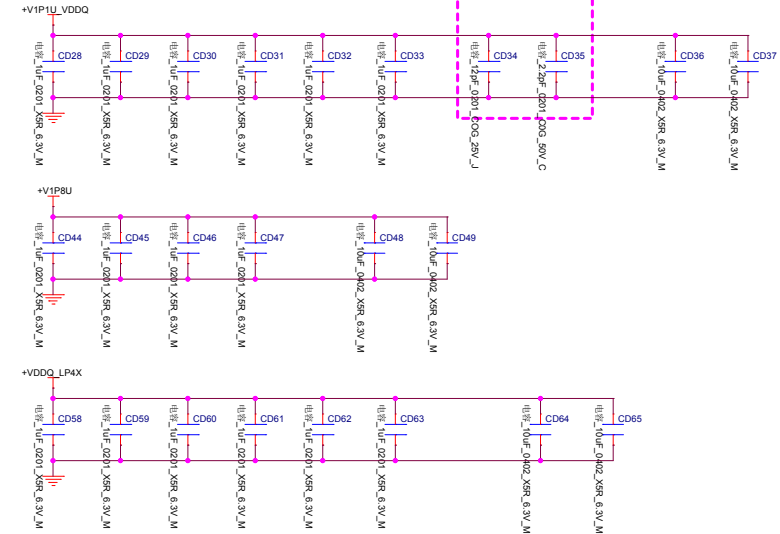 +V1P1U_VDDQ
CD28
CD29
CD30
CD31
CD32
CD33
CD34
CD35
CD36
CD37
电容_1uF_0201_X5R_6.3V_M
电容_1uF_0201_X5R_6.3V_M
电容_1uF_0201_X5R_6.3V_M
电容_1uF_0201_X5R_6.3V_M
电容_1uF_0201_X5R_6.3V_M
电容_1uF_0201_X5R_6.3V_M
电容_12pF_0201_COG_25V_J
电容_2.2pF_0201_C0G_50V_C
电容_10uF_0402_X5R_6.3V_M
电容_10uF_0402_X5R_6.3V_M
+V1P8U
CD44
CD45
CD46
CD47
CD48
CD49
电容_1uF_0201_X5R_6.3V_M
电容_1uF_0201_X5R_6.3V_M
电容_1uF_0201_X5R_6.3V_M
电容_1uF_0201_X5R_6.3V_M
电容_10uF_0402_X5R_6.3V_M
电容_10uF_0402_X5R_6.3V_M
+VDDQ_LP4X
CD58
CD59
CD60
CD61
CD62
CD63
CD64
CD65
电容_1uF_0201_X5R_6.3V_M
电容_1uF_0201_X5R_6.3V_M
电容_1uF_0201_X5R_6.3V_M
电容_1uF_0201_X5R_6.3V_M
电容_1uF_0201_X5R_6.3V_M
电容_1uF_0201_X5R_6.3V_M
电容_10uF_0402_X5R_6.3V_M
电容_10uF_0402_X5R_6.3V_M